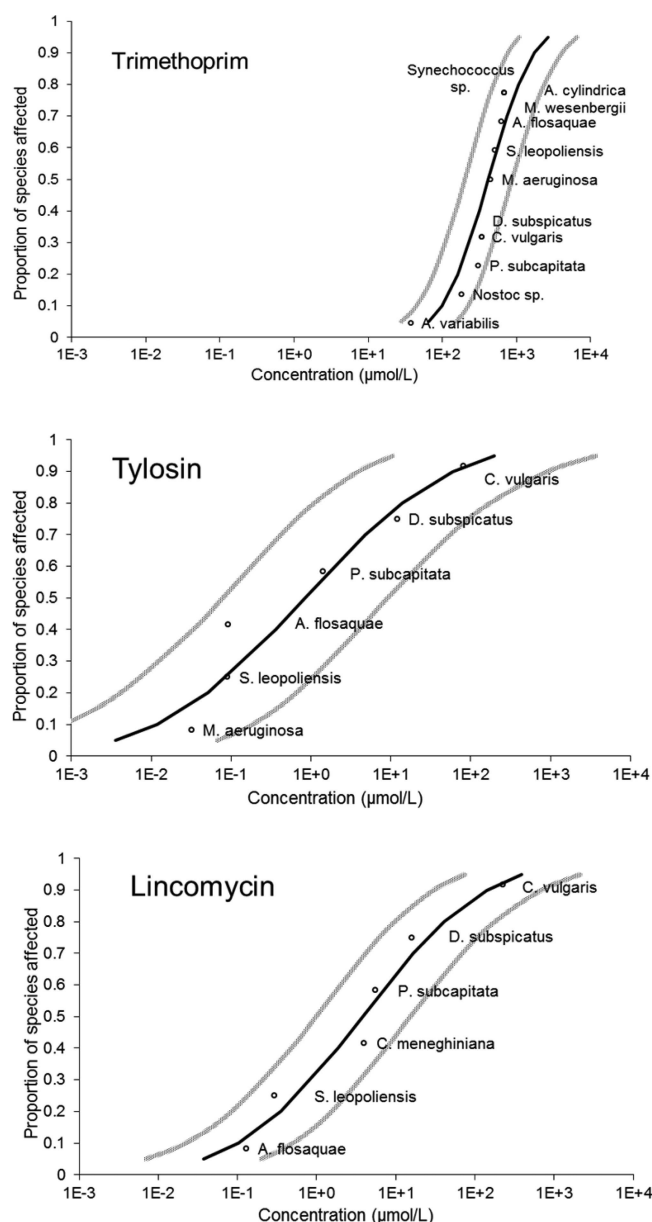 Trimethoprim
Proportion of species affected
1
0.9
0.8
0.7
0.6
0.5
0.4
0.3
0.2
0.1
0
Synechococcus
sp.
A. cylindrica
M. wesenbergii
A. flosaquae
S. leopoliensis
M. aeruginosa
D. subspicatus
C. vulgaris
P. subcapitata
Nostoc sp.
A. variabilis
1E-3 1E-2 1E-1 1E+0 1E+1 1E+2 1E+3 1E+4
Concentration (µmol/L)
Tylosin
Proportion of species affected
1
0.9
0.8
0.7
0.6
0.5
0.4
0.3
0.2
0.1
0
C. vulgaris
D. subspicatus
P. subcapitata
A. flosaquae
S. leopoliensis
M. aeruginosa
1E-3 1E-2 1E-1 1E+0 1E+1 1E+2 1E+3 1E+4
Concentration (µmol/L)
Lincomycin
Proportion of species affected
1
0.9
0.8
0.7
0.6
0.5
0.4
0.3
0.2
0.1
0
C. vulgaris
D. subspicatus
P. subcapitata
C. meneghiniana
S. leopoliensis
A. flosaquae
1E-3 1E-2 1E-1 1E+0 1E+1 1E+2 1E+3 1E+4
Concentration (µmol/L)